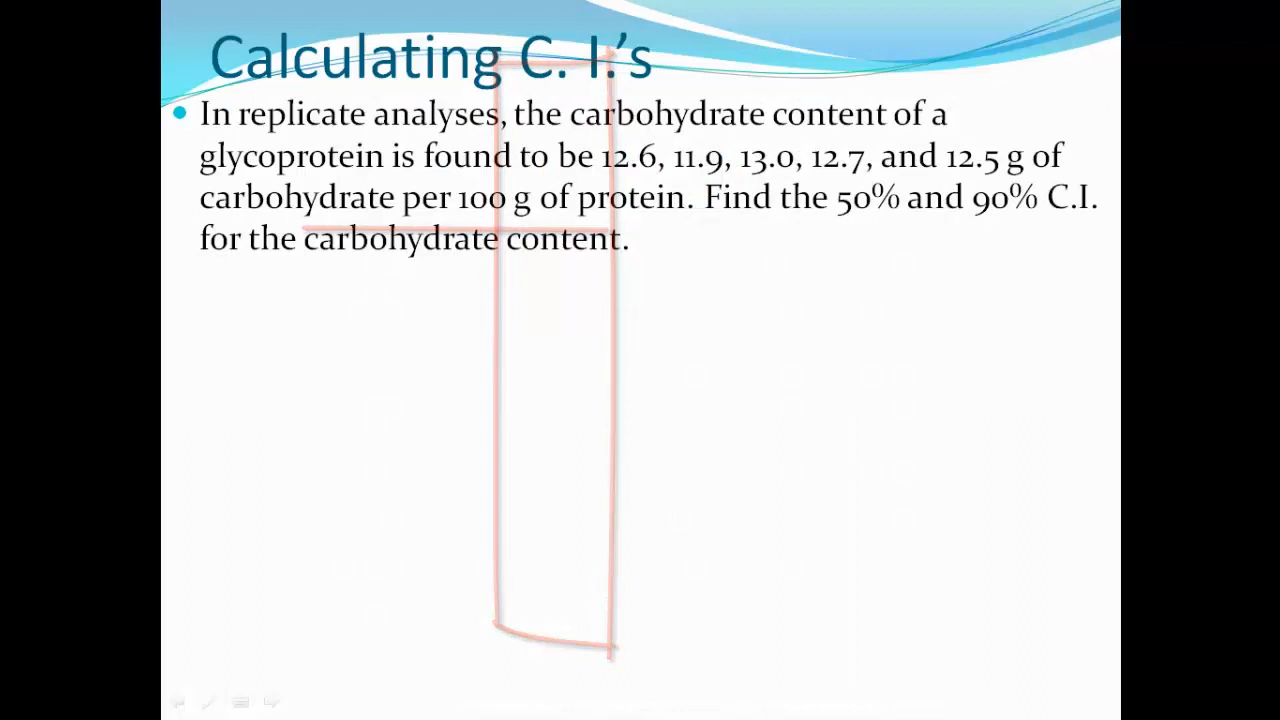 Calculating C. I.’s
• In replicate analyses, the carbohydrate content of a
glycoprotein is found to be 12.6, 11.9, 13.0, 12.7, and 12.5 g of
carbohydrate per 100 g of protein. Find the 50% and 90% C.I.
for the carbohydrate content.